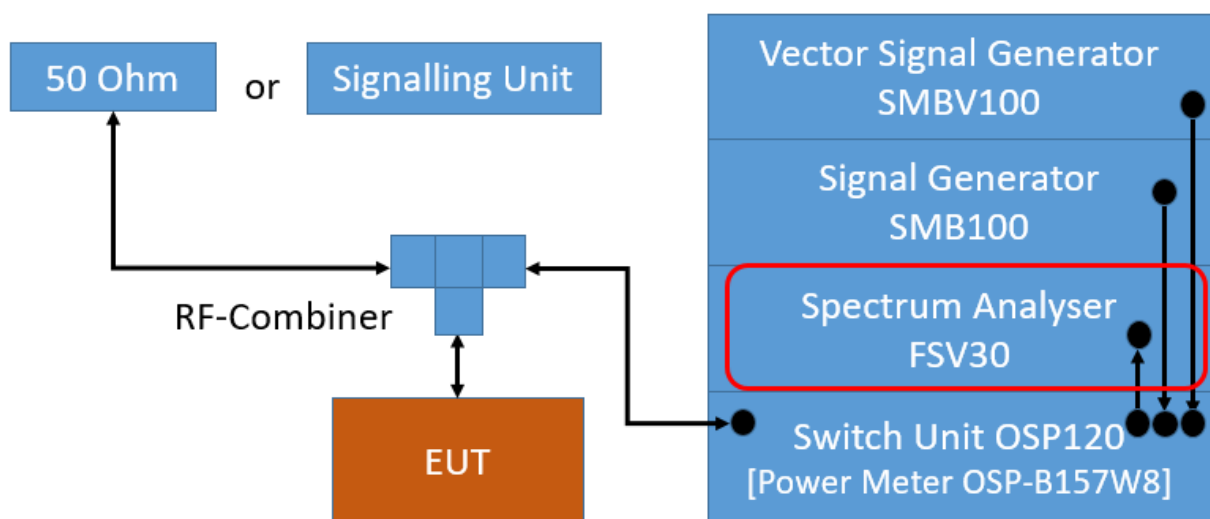 50 Ohm
or
Signalling Unit
Vector Signal Generator
SMBV100
Signal Generator
SMB100
RF-Combiner
Spectrum Analyser
FSV30
EUT
Switch Unit OSP120
[Power Meter OSP-B157W8]